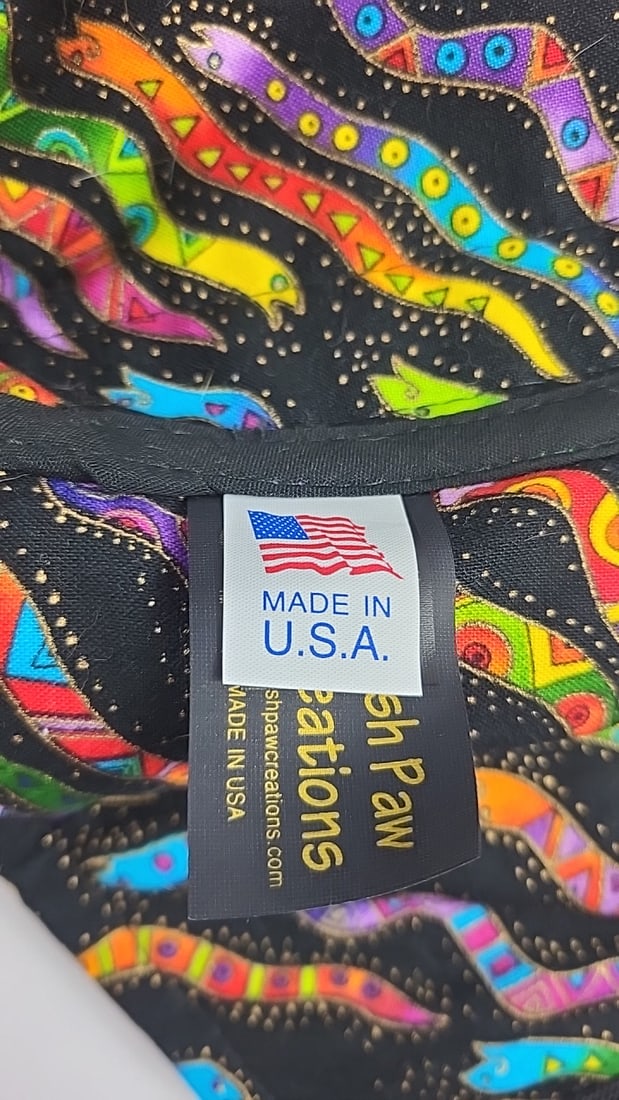 MADE IN
U.S.A.
sh Paw
eations
shpawcreations.com
MADE IN USA